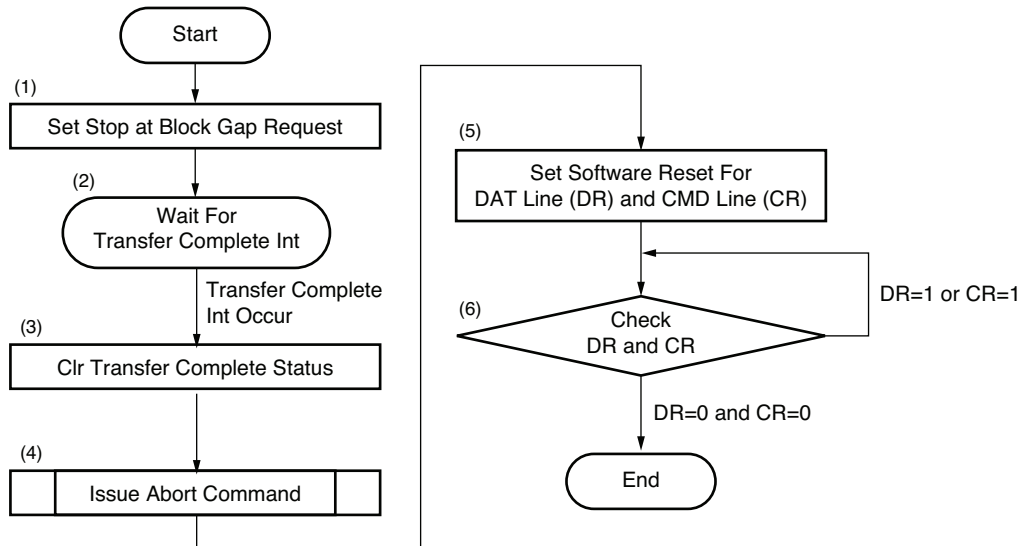 Start
(1)
Set Stop at Block Gap Request
(2)
Wait For
Transfer Complete Int
Transfer Complete
Int Occur
(3)
Clr Transfer Complete Status
(4)
Issue Abort Command
(5)
Set Software Reset For
DAT Line (DR) and CMD Line (CR)
(6)
Check
DR and CR
DR=1 or CR=1
DR=0 and CR=0
End